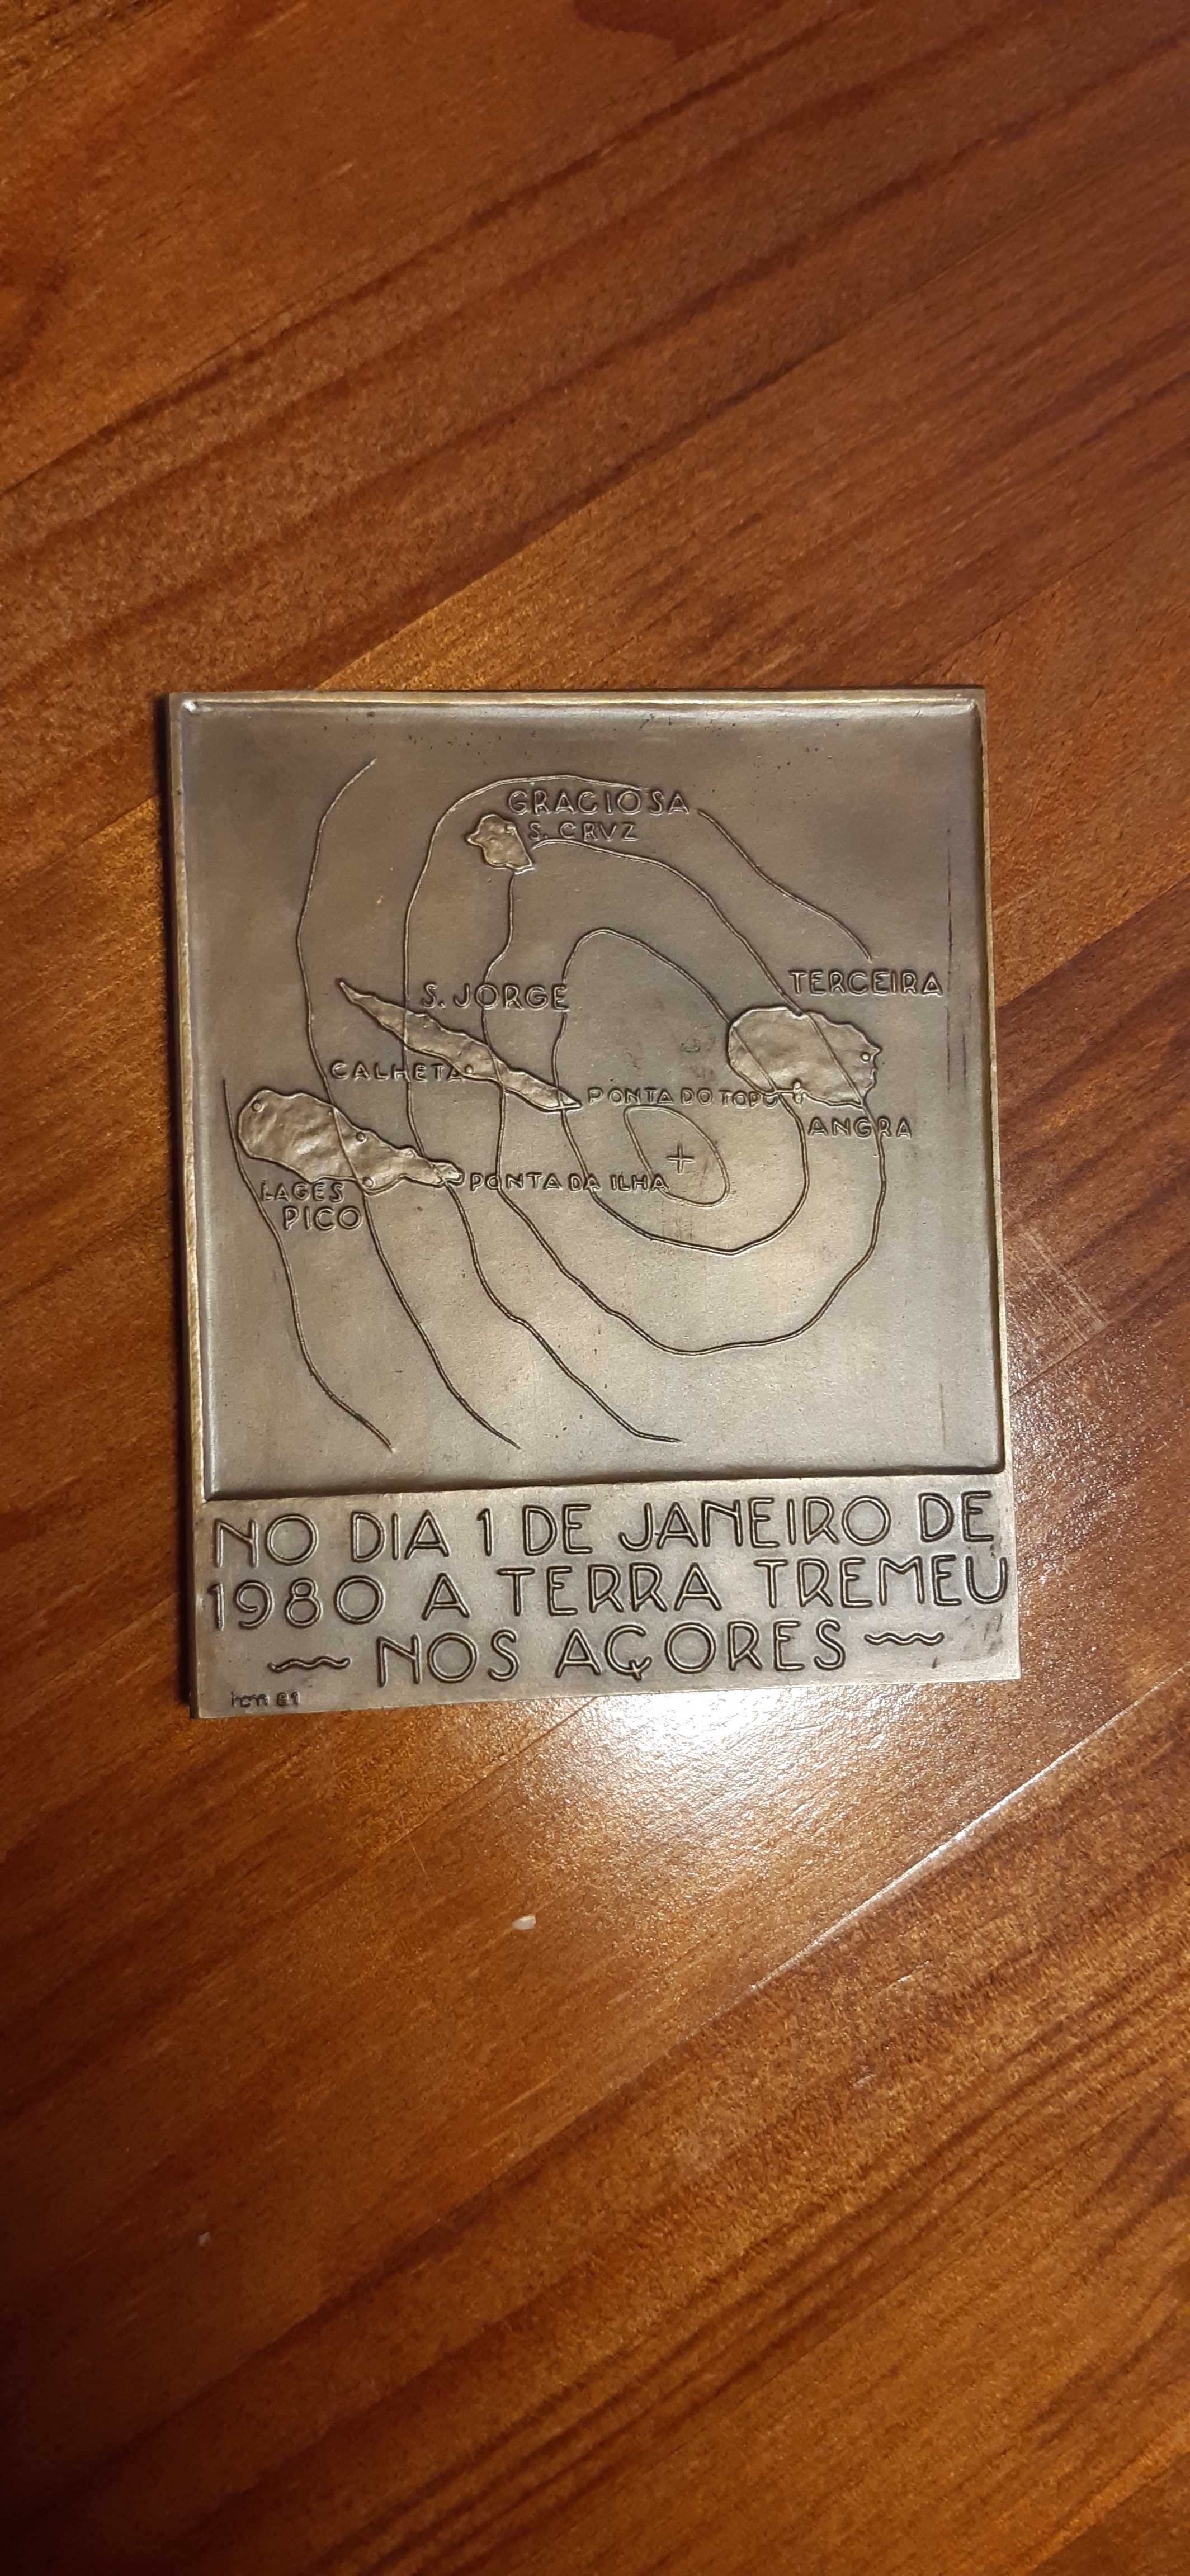 GRACIOSA
S. CRVZ
TERCEIRA
S. JORGE
CALHETA
PONTA DO TOPO
ANGRA
PONTA DA ILHA
LAGES
PICO
NO DIA 1 DE JANEIRO DE
1980 A TERRA TREMEU
NOS AÇORES
81